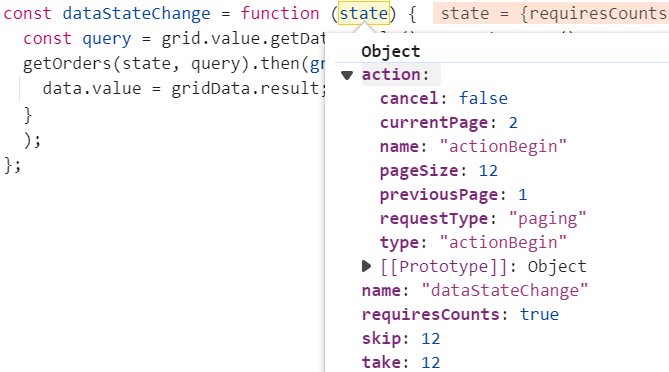 const dataStateChange = function (state) { state = {requiresCounts
const query = grid.value.getDat
getOrders(state, query).then(gr
data.value = gridData.result;
}
);
};
Object
action:
cancel: false
currentPage: 2
name: "actionBegin"
pageSize: 12
previousPage: 1
requestType: "paging"
type: "actionBegin"
[[Prototype]]: Object
name: "dataStateChange"
requiresCounts: true
skip: 12
take: 12